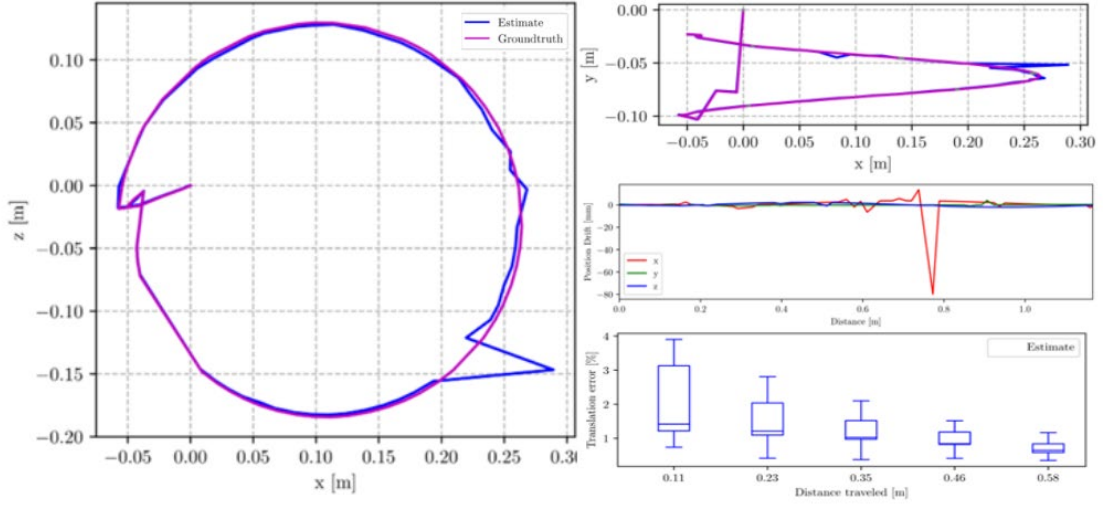 Estimate
Groundtruth
0.10
0.05
0.00
−0.05
−0.10
−0.15
−0.20
z [m]
−0.05 0.00 0.05 0.10 0.15 0.20 0.25
x [m]
0.00
−0.05
−0.10
y [m]
−0.05 0.00 0.05 0.10 0.15 0.20 0.25 0.30
x [m]
0
−20
−40
−60
−80
Position Drift [mm]
x
y
z
0.0 0.2 0.4 0.6 0.8 1.0
Distance [m]
4
3
2
1
Translation error [%]
Estimate
0.11 0.23 0.35 0.46 0.58
Distance traveled [m]